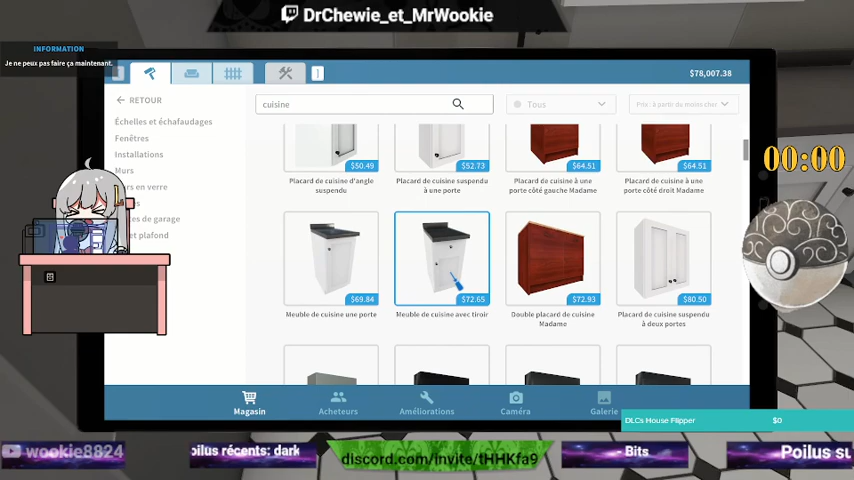 DrChewie_et_MrWookie
INFORMATION
Je ne peux pas faire ça maintenant.
$78,007.38
RETOUR
cuisine
Tous
Prix : à partir du moins cher
Échelles et échafaudages
Fenêtres
Installations
Murs
rs en verre
s de garage
et plafond
$50.49
$52.73
$64.51
$64.51
Placard de cuisine d'angle suspendu
Placard de cuisine suspendu à une porte
Placard de cuisine à une porte côté gauche Madame
Placard de cuisine à une porte côté droit Madame
$69.84
$72.65
$72.93
$80.50
Meuble de cuisine une porte
Meuble de cuisine avec tiroir
Double placard de cuisine Madame
Placard de cuisine suspendu à deux portes
00:00
Magasin
Acheteurs
Améliorations
Caméra
Galerie
DLCs House Flipper
$0
wookie8824
oilus récents: dark
discord.com/invite/tHHKfa9
Bits
Poilus su